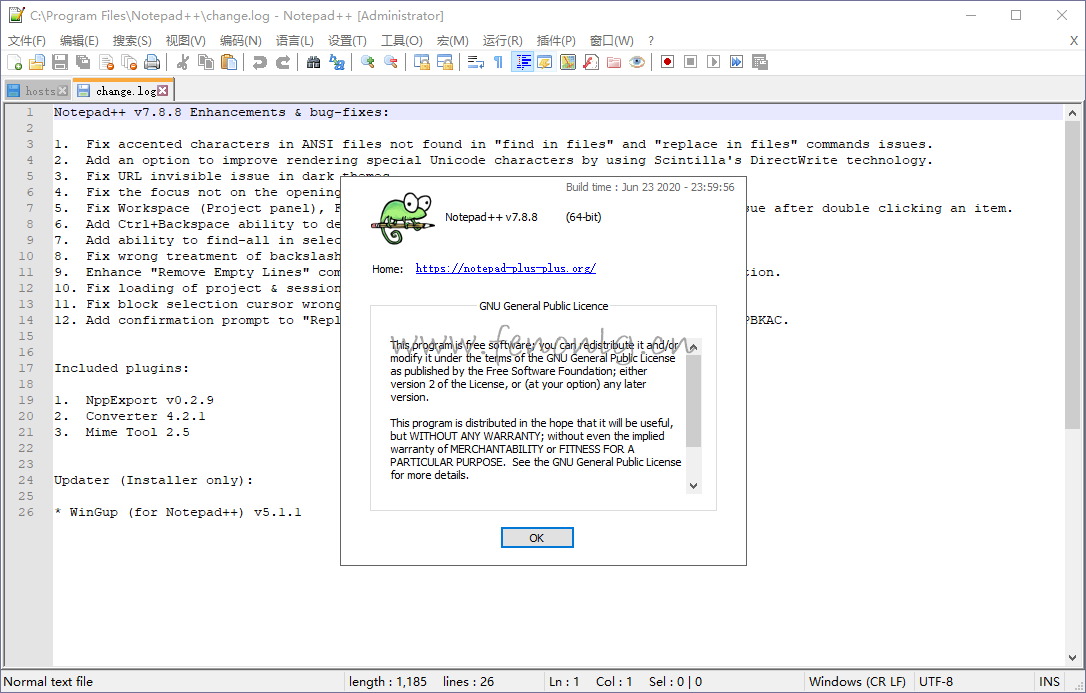 C:\Program Files\Notepad++\change.log - Notepad++ [Administrator]
文件(F) 编辑(E) 搜索(S) 视图(V) 编码(N) 语言(L) 设置(T) 工具(O) 宏(M) 运行(R) 插件(P) 窗口(W) ? X
hosts change.log
1 Notepad++ v7.8.8 Enhancements & bug-fixes:
2
3 1. Fix accented characters in ANSI files not found in "find in files" and "replace in files" commands issues.
4 2. Add an option to improve rendering special Unicode characters by using Scintilla's DirectWrite technology.
5 3. Fix URL invisible issue in dark themes.
6 4. Fix the focus not on the opening
7 5. Fix Workspace (Project panel), F sue after double clicking an item.
8 6. Add Ctrl+Backspace ability to de
9 7. Add ability to find-all in selec
10 8. Fix wrong treatment of backslash
11 9. Enhance "Remove Empty Lines" com tion.
12 10. Fix loading of project & session
13 11. Fix block selection cursor wrong
14 12. Add confirmation prompt to "Repl PBKAC.
15
16
17 Included plugins:
18
19 1. NppExport v0.2.9
20 2. Converter 4.2.1
21 3. Mime Tool 2.5
22
23
24 Updater (Installer only):
25
26 * WinGup (for Notepad++) v5.1.1
Build time : Jun 23 2020 - 23:59:56
Notepad++ v7.8.8 (64-bit)
Home: https://notepad-plus-plus.org/
GNU General Public Licence
This program is free software; you can redistribute it and/or
modify it under the terms of the GNU General Public License
as published by the Free Software Foundation; either
version 2 of the License, or (at your option) any later
version.
This program is distributed in the hope that it will be useful,
but WITHOUT ANY WARRANTY; without even the implied
warranty of MERCHANTABILITY or FITNESS FOR A
PARTICULAR PURPOSE. See the GNU General Public License
for more details.
OK
Normal text file length : 1,185 lines : 26 Ln : 1 Col : 1 Sel : 0 | 0 Windows (CR LF) UTF-8 INS